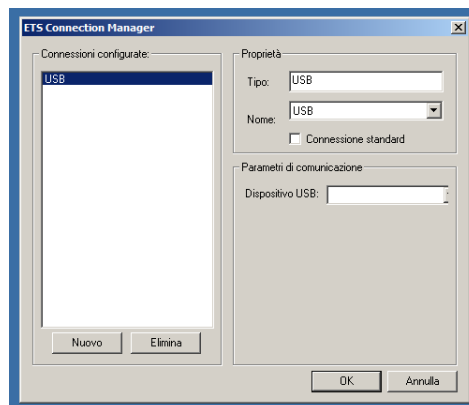 ETS Connection Manager
Connessioni configurate:
USB
Nuovo
Elimina
Proprietà
Tipo:
USB
Nome:
USB
Connessione standard
Parametri di comunicazione
Dispositivo USB:
OK
Annulla